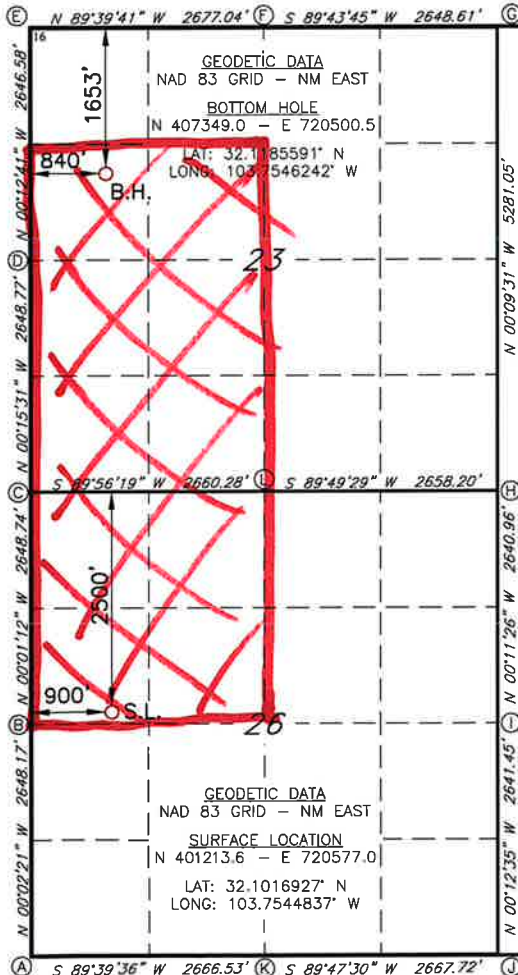 E N 89°39'41" W 2677.04' F S 89°43'45" W 2648.61' G
16
GEODETIC DATA
NAD 83 GRID - NM EAST
BOTTOM HOLE
N 407349.0 - E 720500.5
LAT: 32.1185591° N
LONG: 103.7546242° W
1653'
840'
B.H.
N 00°12'41" W 2646.58'
N 00°09'31" W 5281.05'
D
23
N 00°15'31" W 2648.77'
C S 89°56'19" W 2660.28' L S 89°49'29" W 2658.20' H
N 00°01'12" W 2648.74'
2500'
N 00°11'26" W 2640.96'
900'
S.L.
B
26
I
GEODETIC DATA
NAD 83 GRID - NM EAST
SURFACE LOCATION
N 401213.6 - E 720577.0
LAT: 32.1016927° N
LONG: 103.7544837° W
N 00°02'21" W 2648.17'
N 00°12'35" W 2641.45'
A S 89°39'36" W 2666.53' K S 89°47'30" W 2667.72' J